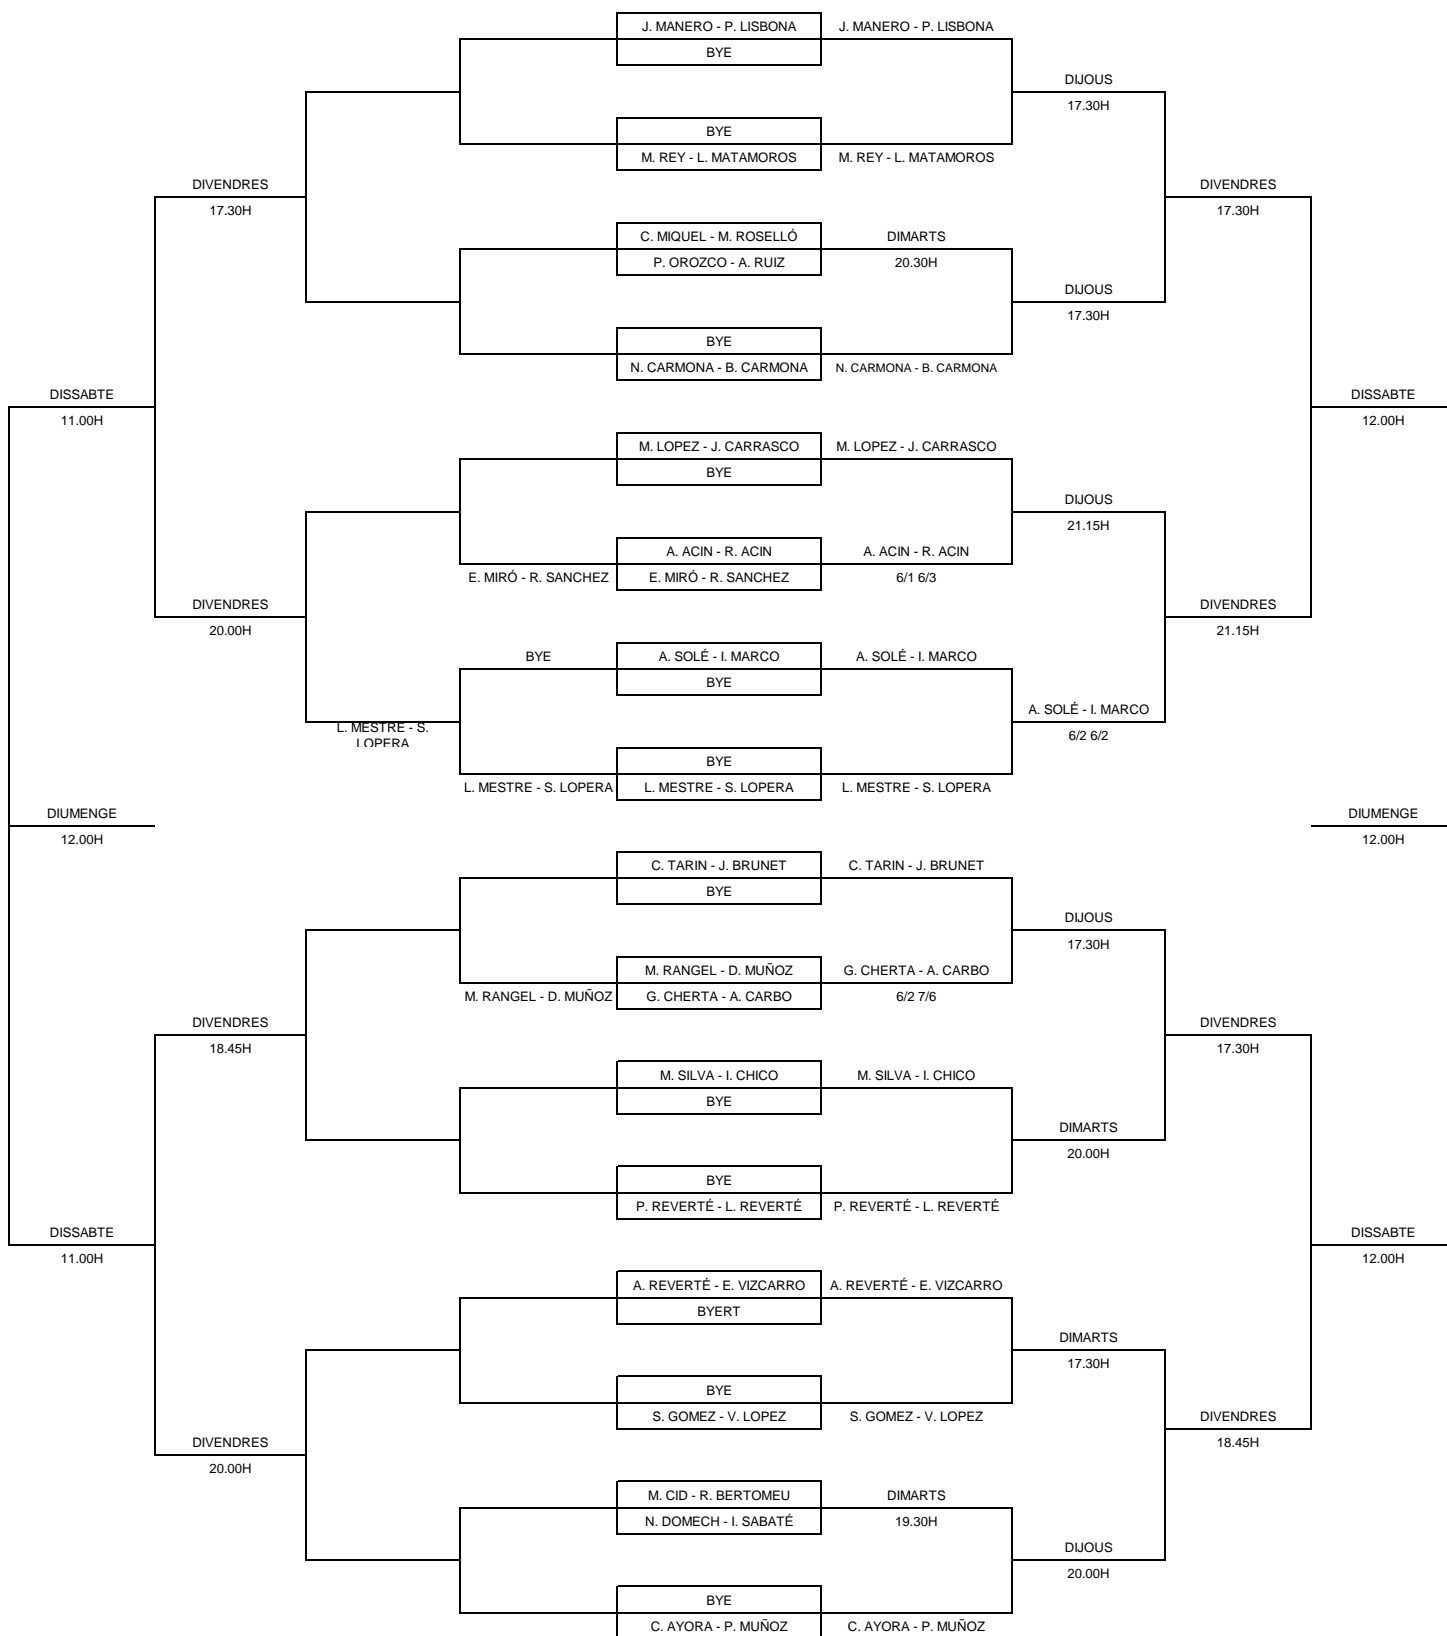 J. MANERO - P. LISBONA J. MANERO - P. LISBONA
BYE
DIJOUS
17.30H
BYE
M. REY - L. MATAMOROS M. REY - L. MATAMOROS
DIVENDRES DIVENDRES
17.30H 17.30H
C. MIQUEL - M. ROSELLÓ DIMARTS
P. OROZCO - A. RUIZ 20.30H
DIJOUS
17.30H
BYE
N. CARMONA - B. CARMONA N. CARMONA - B. CARMONA
DISSABTE DISSABTE
11.00H 12.00H
M. LOPEZ - J. CARRASCO M. LOPEZ - J. CARRASCO
BYE
DIJOUS
21.15H
A. ACIN - R. ACIN A. ACIN - R. ACIN
E. MIRÓ - R. SANCHEZ E. MIRÓ - R. SANCHEZ 6/1 6/3
DIVENDRES DIVENDRES
20.00H 21.15H
BYE A. SOLÉ - I. MARCO A. SOLÉ - I. MARCO
BYE
A. SOLÉ - I. MARCO
L. MESTRE - S.
LOPERA
6/2 6/2
BYE
L. MESTRE - S. LOPERA L. MESTRE - S. LOPERA L. MESTRE - S. LOPERA
DIUMENGE DIUMENGE
12.00H 12.00H
C. TARIN - J. BRUNET C. TARIN - J. BRUNET
BYE
DIJOUS
17.30H
M. RANGEL - D. MUÑOZ G. CHERTA - A. CARBO
M. RANGEL - D. MUÑOZ G. CHERTA - A. CARBO 6/2 7/6
DIVENDRES DIVENDRES
18.45H 17.30H
M. SILVA - I. CHICO M. SILVA - I. CHICO
BYE
DIMARTS
20.00H
BYE
P. REVERTÉ - L. REVERTÉ P. REVERTÉ - L. REVERTÉ
DISSABTE DISSABTE
11.00H 12.00H
A. REVERTÉ - E. VIZCARRO A. REVERTÉ - E. VIZCARRO
BYERT
DIMARTS
17.30H
BYE
S. GOMEZ - V. LOPEZ S. GOMEZ - V. LOPEZ
DIVENDRES
18.45H
DIVENDRES
20.00H
M. CID - R. BERTOMEU DIMARTS
N. DOMECH - I. SABATÉ 19.30H
DIJOUS
20.00H
BYE
C. AYORA - P. MUÑOZ C. AYORA - P. MUÑOZ